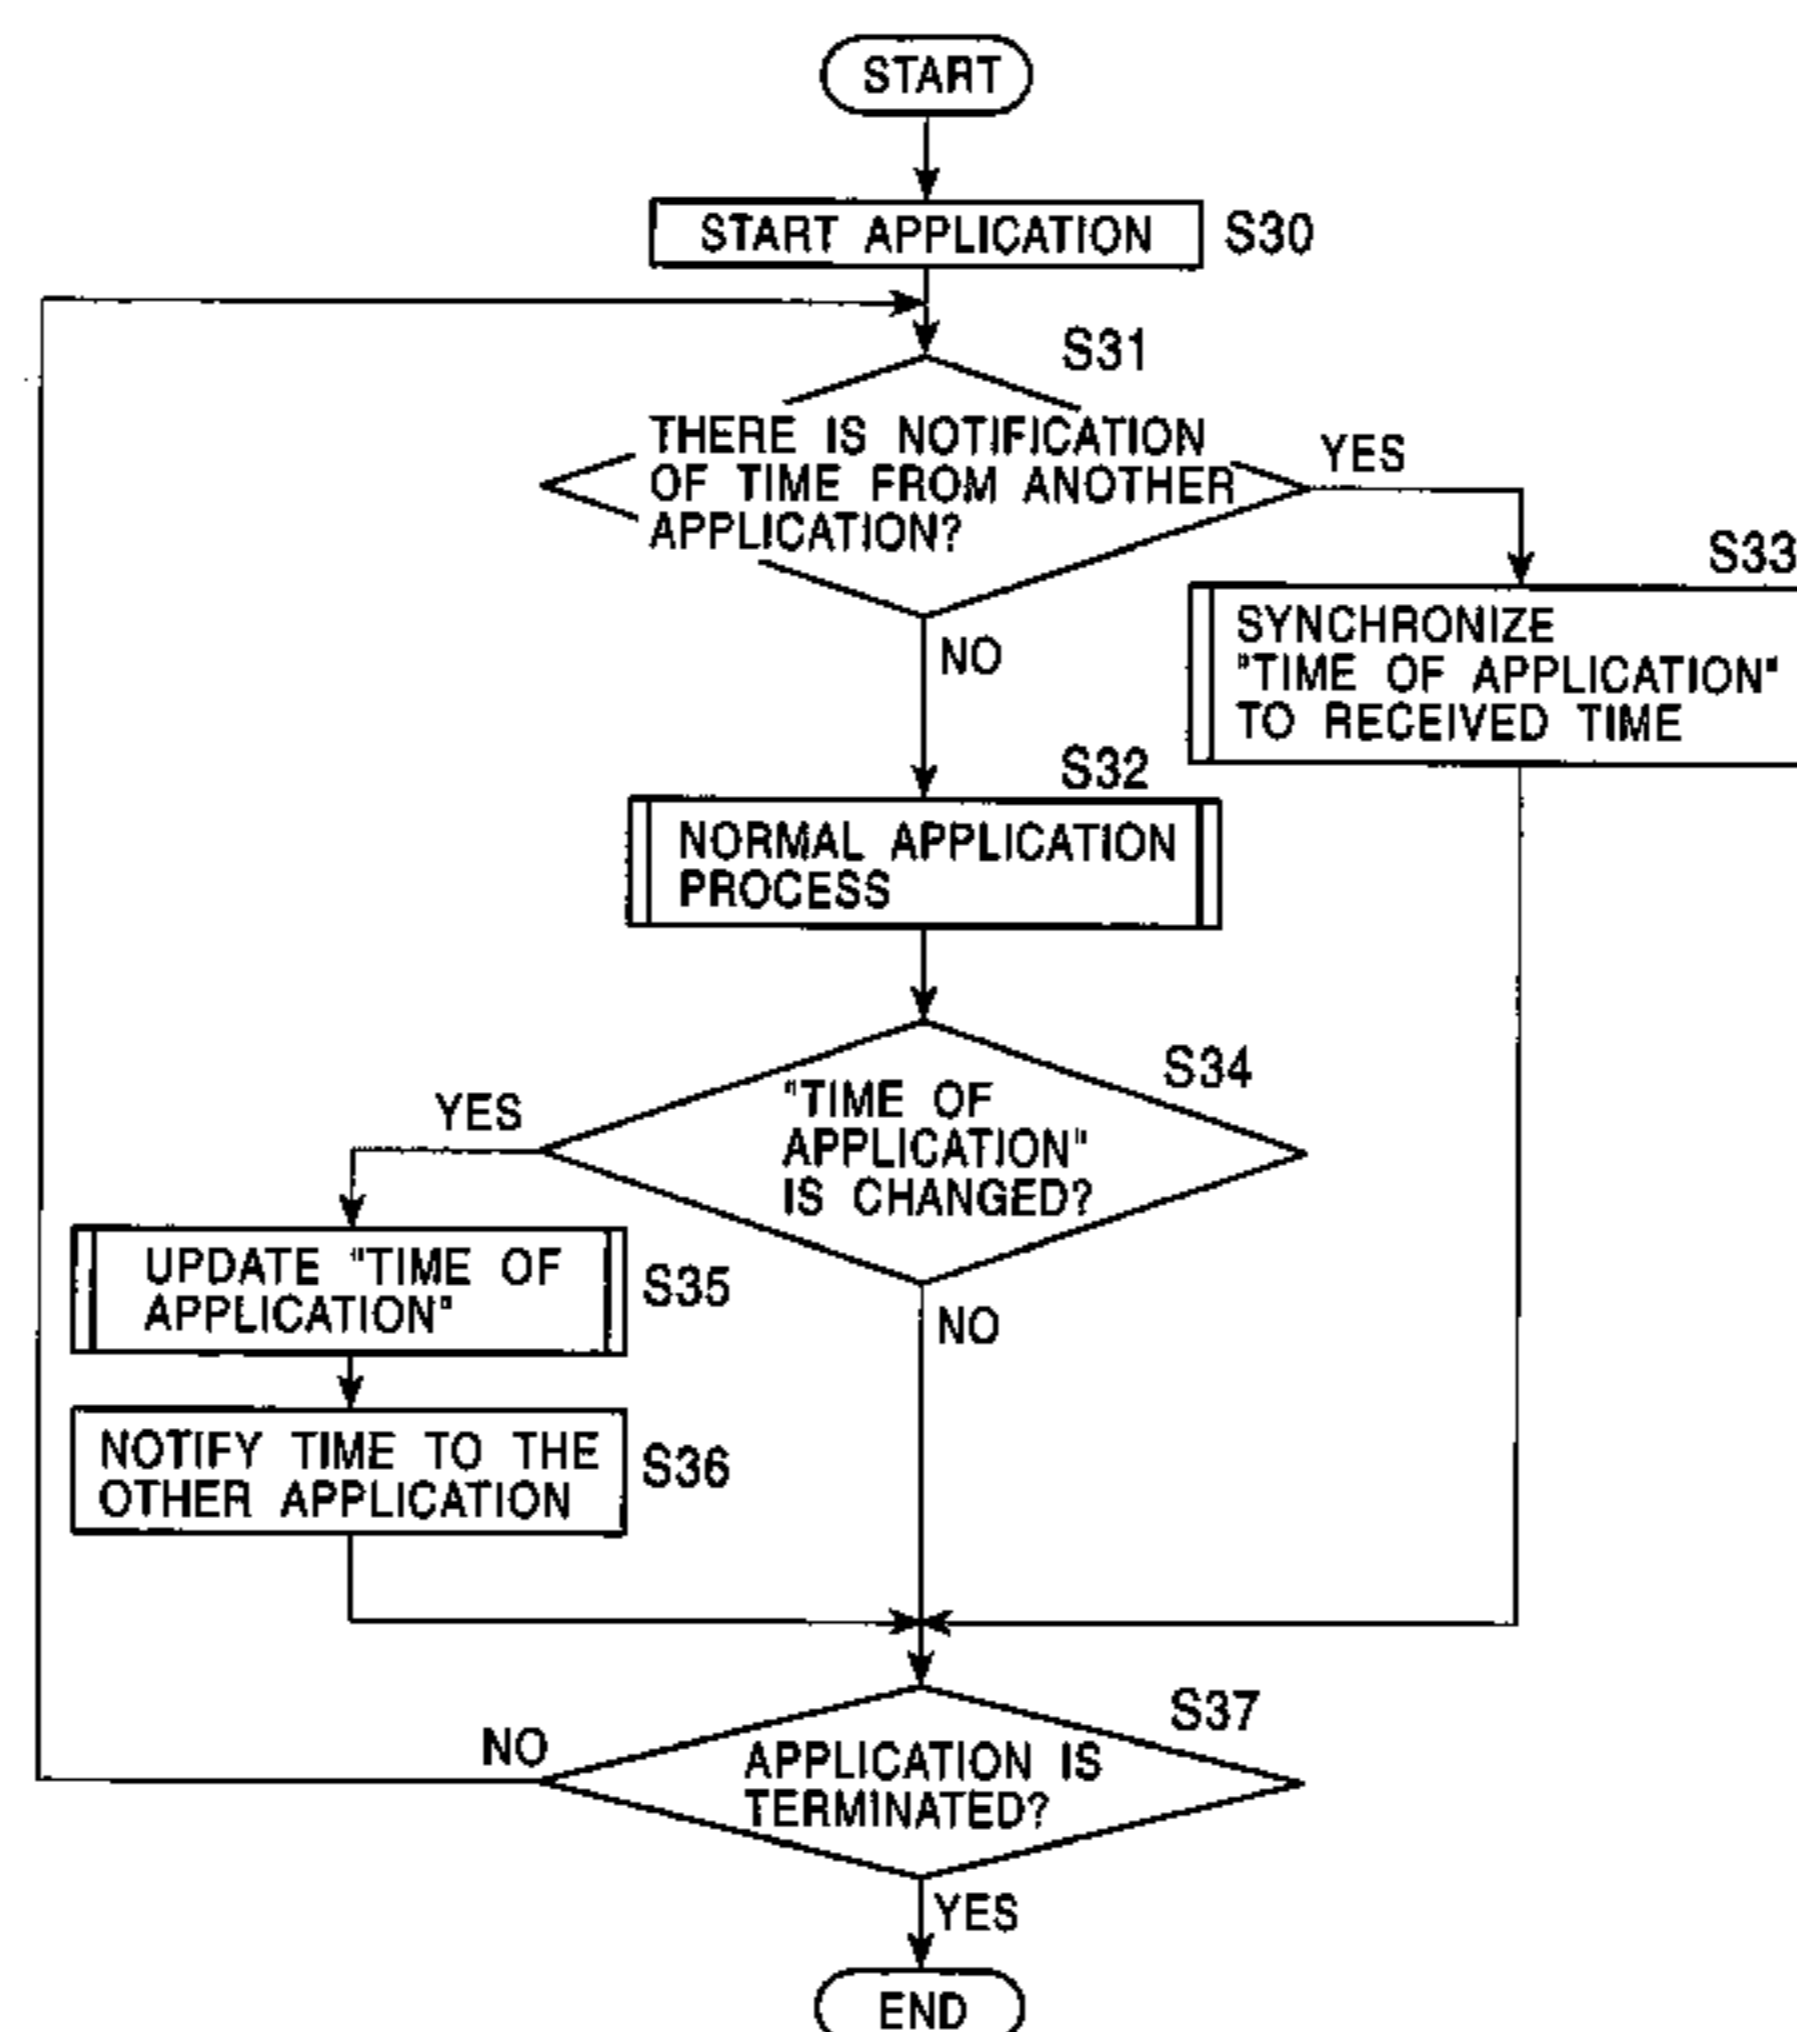 START
START APPLICATION S30
S31
THERE IS NOTIFICATION
OF TIME FROM ANOTHER
APPLICATION?
YES
NO
S33
SYNCHRONIZE
"TIME OF APPLICATION"
TO RECEIVED TIME
S32
NORMAL APPLICATION
PROCESS
S34
"TIME OF
APPLICATION"
IS CHANGED?
YES
NO
UPDATE "TIME OF
APPLICATION"
S35
NOTIFY TIME TO THE
OTHER APPLICATION
S36
S37
APPLICATION IS
TERMINATED?
NO
YES
END